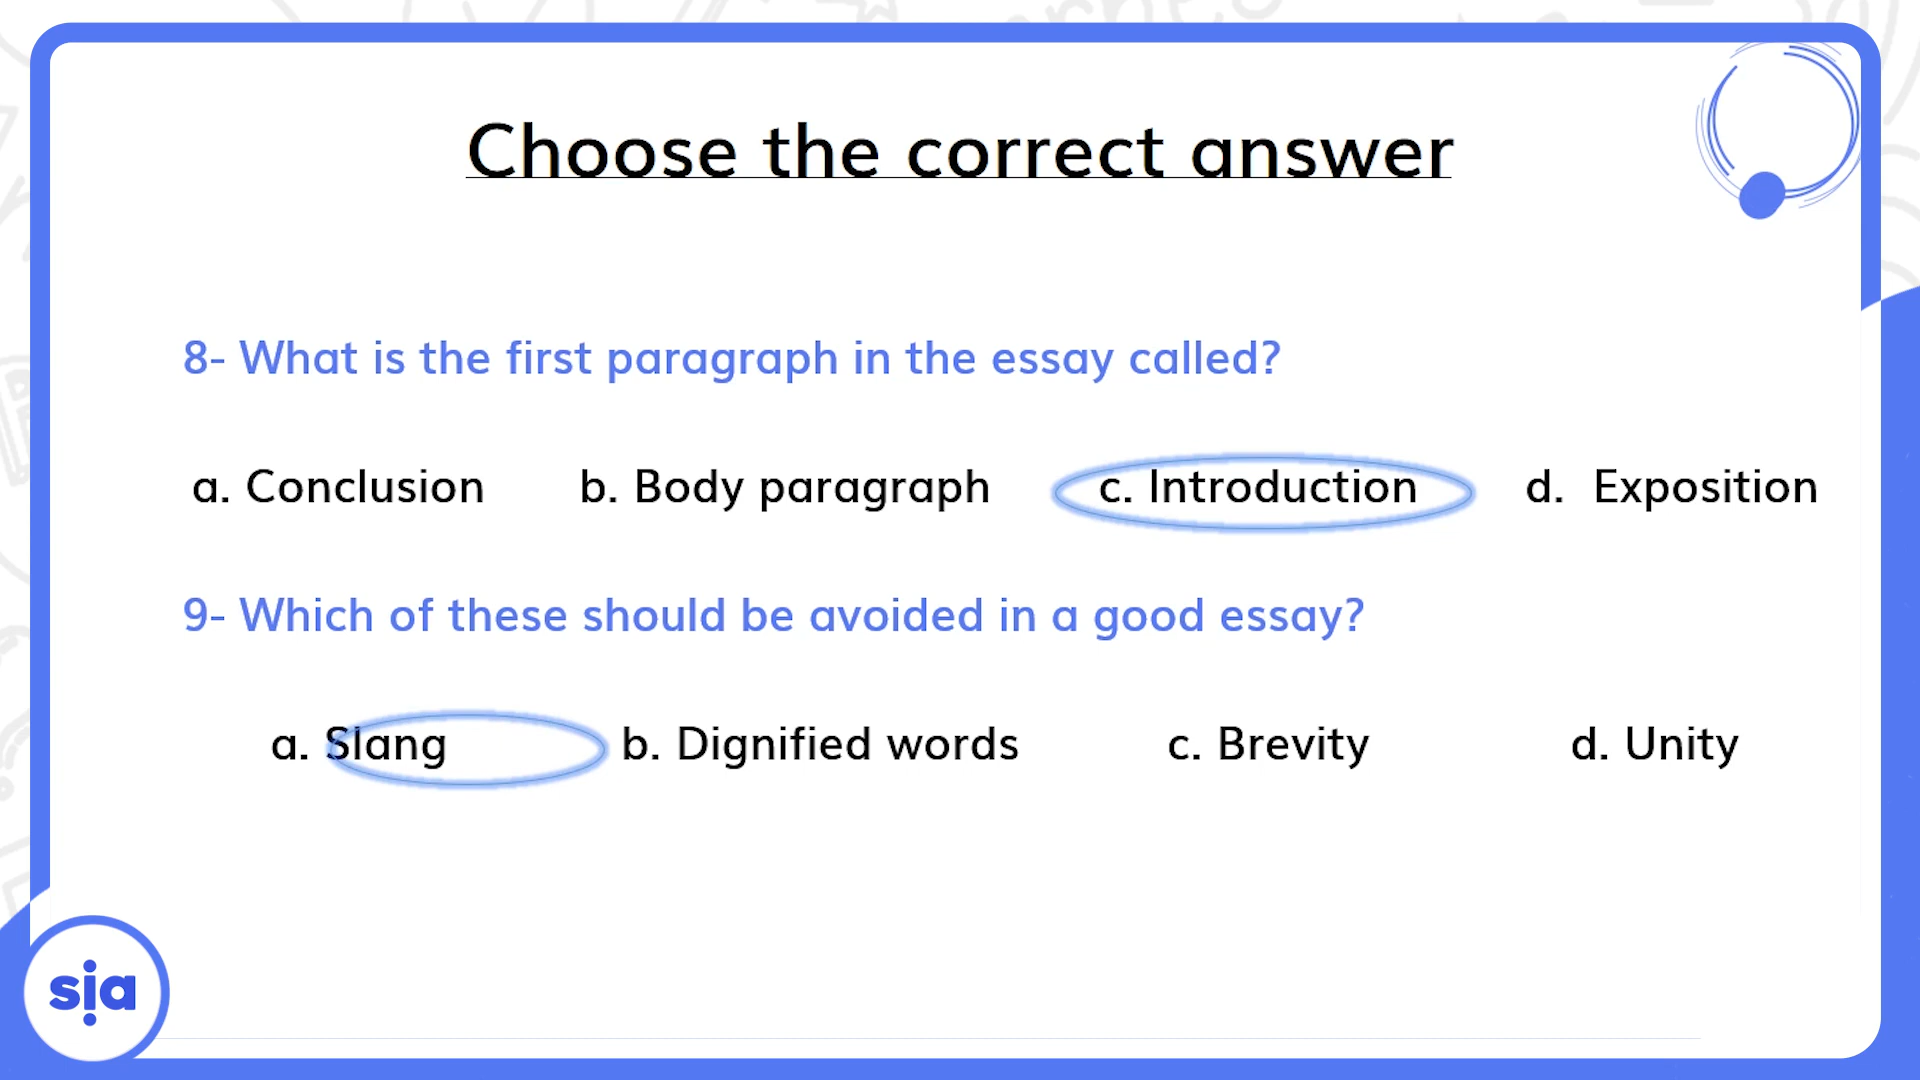 Choose the correct answer
8- What is the first paragraph in the essay called?
a. Conclusion b. Body paragraph c. Introduction d. Exposition
9- Which of these should be avoided in a good essay?
a. Slang b. Dignified words c. Brevity d. Unity
sia